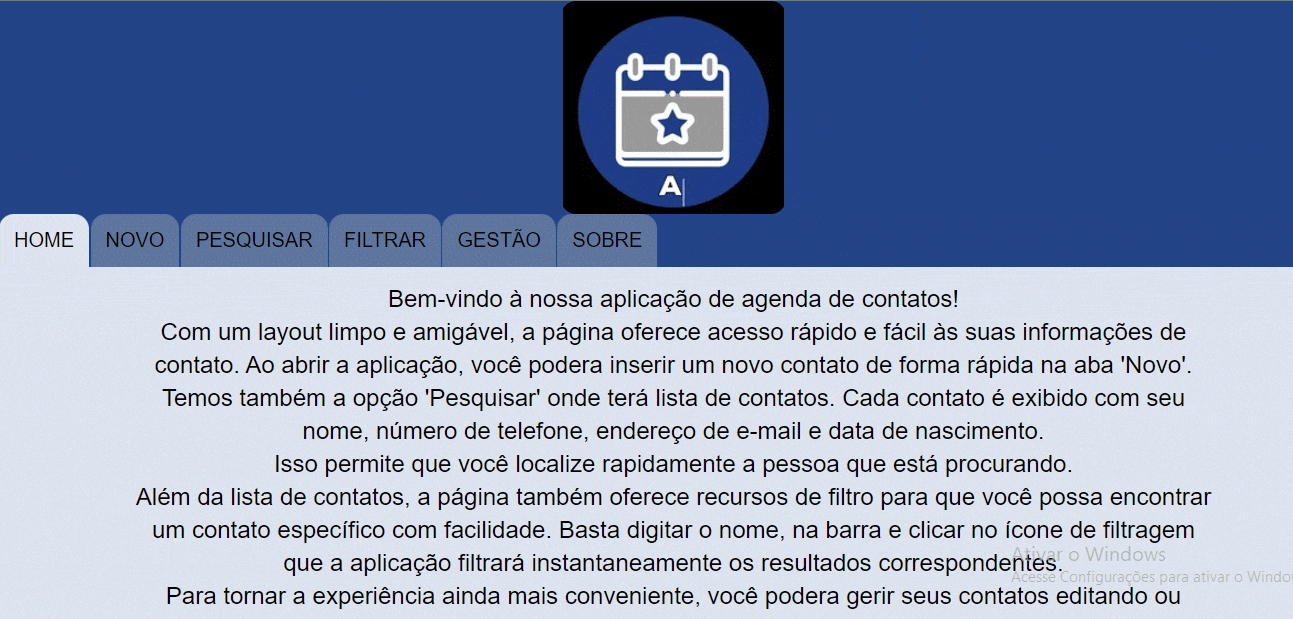 A
HOME NOVO PESQUISAR FILTRAR GESTÃO SOBRE
Bem-vindo à nossa aplicação de agenda de contatos!
Com um layout limpo e amigável, a página oferece acesso rápido e fácil às suas informações de
contato. Ao abrir a aplicação, você podera inserir um novo contato de forma rápida na aba 'Novo'.
Temos também a opção 'Pesquisar' onde terá lista de contatos. Cada contato é exibido com seu
nome, número de telefone, endereço de e-mail e data de nascimento.
Isso permite que você localize rapidamente a pessoa que está procurando.
Além da lista de contatos, a página também oferece recursos de filtro para que você possa encontrar
um contato específico com facilidade. Basta digitar o nome, na barra e clicar no ícone de filtragem
que a aplicação filtrará instantaneamente os resultados correspondentes.
Para tornar a experiência ainda mais conveniente, você podera gerir seus contatos editando ou
Ativar o Windows
Acesse Configurações para ativar o Windo